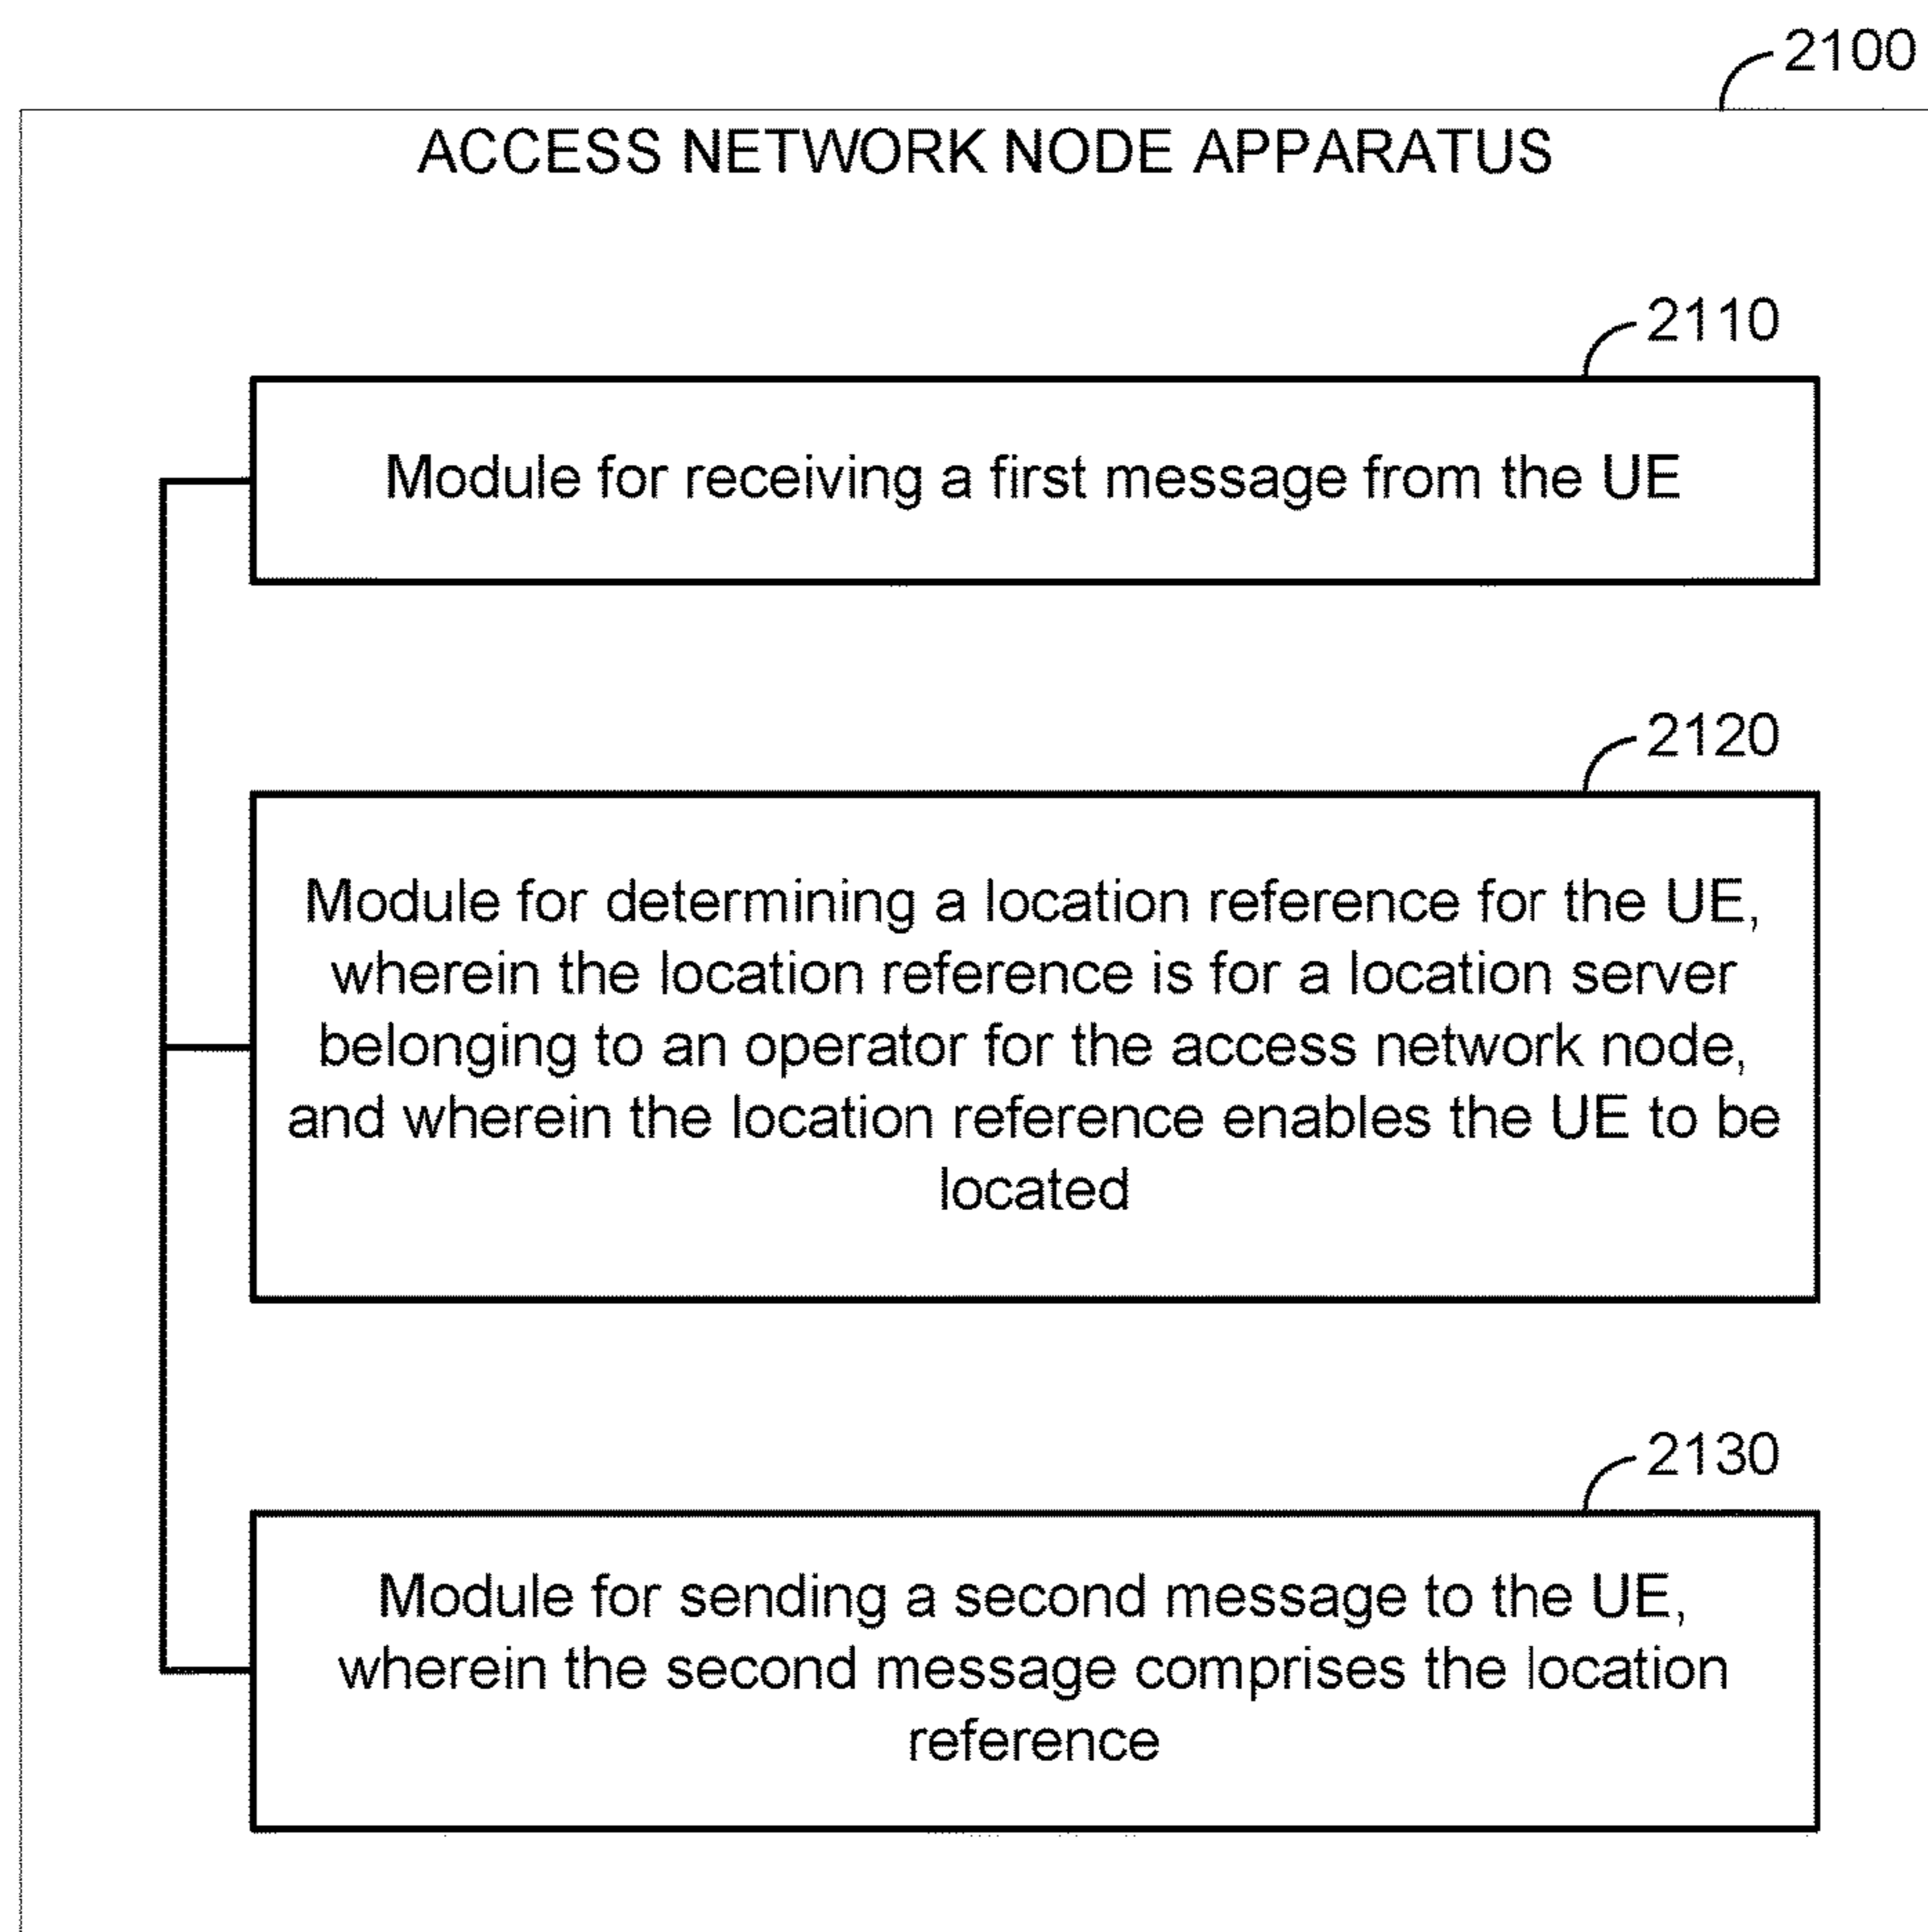 2100
ACCESS NETWORK NODE APPARATUS
2110
Module for receiving a first message from the UE
2120
Module for determining a location reference for the UE,
wherein the location reference is for a location server
belonging to an operator for the access network node,
and wherein the location reference enables the UE to be
located
2130
Module for sending a second message to the UE,
wherein the second message comprises the location
reference